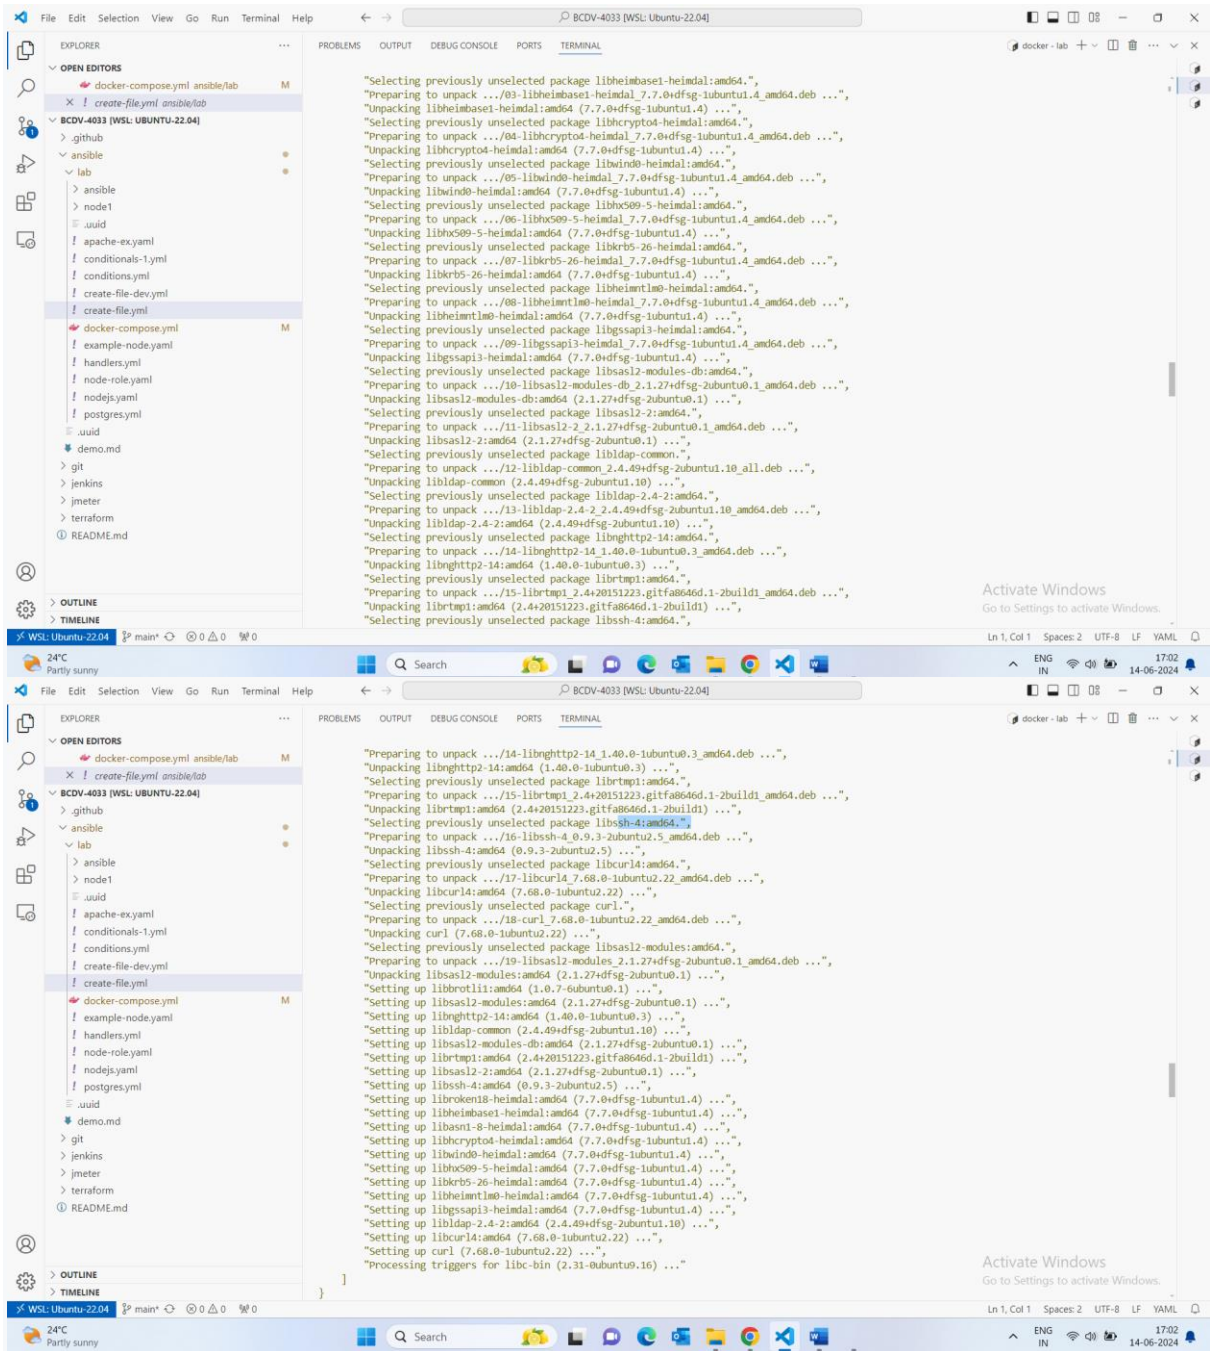 File Edit Selection View Go Run Terminal Help
BCDV-4033 [WSL: Ubuntu-22.04]
EXPLORER
PROBLEMS OUTPUT DEBUG CONSOLE PORTS TERMINAL
docker - lab
OPEN EDITORS
docker-compose.yml ansible/lab M
create-file.yml ansible/lab
BCDV-4033 [WSL: UBUNTU-22.04]
.github
ansible
lab
ansible
node1
.uuid
apache-ex.yaml
conditionals-1.yml
conditions.yml
create-file-dev.yml
create-file.yml
docker-compose.yml M
example-node.yaml
handlers.yml
node-role.yaml
nodejs.yaml
postgres.yml
.uuid
demo.md
git
jenkins
jmeter
terraform
README.md
OUTLINE
TIMELINE
"Selecting previously unselected package libheimbase1-heimdal:amd64.",
"Preparing to unpack .../03-libheimbase1-heimdal_7.7.0+dfsg-1ubuntu1.4_amd64.deb ...",
"Unpacking libheimbase1-heimdal:amd64 (7.7.0+dfsg-1ubuntu1.4) ...",
"Selecting previously unselected package libhcrypto4-heimdal:amd64.",
"Preparing to unpack .../04-libhcrypto4-heimdal_7.7.0+dfsg-1ubuntu1.4_amd64.deb ...",
"Unpacking libhcrypto4-heimdal:amd64 (7.7.0+dfsg-1ubuntu1.4) ...",
"Selecting previously unselected package libwind0-heimdal:amd64.",
"Preparing to unpack .../05-libwind0-heimdal_7.7.0+dfsg-1ubuntu1.4_amd64.deb ...",
"Unpacking libwind0-heimdal:amd64 (7.7.0+dfsg-1ubuntu1.4) ...",
"Selecting previously unselected package libhx509-5-heimdal:amd64.",
"Preparing to unpack .../06-libhx509-5-heimdal_7.7.0+dfsg-1ubuntu1.4_amd64.deb ...",
"Unpacking libhx509-5-heimdal:amd64 (7.7.0+dfsg-1ubuntu1.4) ...",
"Selecting previously unselected package libkrb5-26-heimdal:amd64.",
"Preparing to unpack .../07-libkrb5-26-heimdal_7.7.0+dfsg-1ubuntu1.4_amd64.deb ...",
"Unpacking libkrb5-26-heimdal:amd64 (7.7.0+dfsg-1ubuntu1.4) ...",
"Selecting previously unselected package libheimntlm0-heimdal:amd64.",
"Preparing to unpack .../08-libheimntlm0-heimdal_7.7.0+dfsg-1ubuntu1.4_amd64.deb ...",
"Unpacking libheimntlm0-heimdal:amd64 (7.7.0+dfsg-1ubuntu1.4) ...",
"Selecting previously unselected package libgssapi3-heimdal:amd64.",
"Preparing to unpack .../09-libgssapi3-heimdal_7.7.0+dfsg-1ubuntu1.4_amd64.deb ...",
"Unpacking libgssapi3-heimdal:amd64 (7.7.0+dfsg-1ubuntu1.4) ...",
"Selecting previously unselected package libsasl2-modules-db:amd64.",
"Preparing to unpack .../10-libsasl2-modules-db_2.1.27+dfsg-2ubuntu0.1_amd64.deb ...",
"Unpacking libsasl2-modules-db:amd64 (2.1.27+dfsg-2ubuntu0.1) ...",
"Selecting previously unselected package libsasl2-2:amd64.",
"Preparing to unpack .../11-libsasl2-2_2.1.27+dfsg-2ubuntu0.1_amd64.deb ...",
"Unpacking libsasl2-2:amd64 (2.1.27+dfsg-2ubuntu0.1) ...",
"Selecting previously unselected package libldap-common.",
"Preparing to unpack .../12-libldap-common_2.4.49+dfsg-2ubuntu1.10_all.deb ...",
"Unpacking libldap-common (2.4.49+dfsg-2ubuntu1.10) ...",
"Selecting previously unselected package libldap-2.4-2:amd64.",
"Preparing to unpack .../13-libldap-2.4-2_2.4.49+dfsg-2ubuntu1.10_amd64.deb ...",
"Unpacking libldap-2.4-2:amd64 (2.4.49+dfsg-2ubuntu1.10) ...",
"Selecting previously unselected package libnghttp2-14:amd64.",
"Preparing to unpack .../14-libnghttp2-14_1.40.0-1ubuntu0.3_amd64.deb ...",
"Unpacking libnghttp2-14:amd64 (1.40.0-1ubuntu0.3) ...",
"Selecting previously unselected package librtmp1:amd64.",
"Preparing to unpack .../15-librtmp1_2.4+20151223.gitfa8646d.1-2build1_amd64.deb ...",
"Unpacking librtmp1:amd64 (2.4+20151223.gitfa8646d.1-2build1) ...",
"Selecting previously unselected package libssh-4:amd64.",
Activate Windows
Go to Settings to activate Windows.
WSL: Ubuntu-22.04 main* 0 0 0
Ln 1, Col 1 Spaces: 2 UTF-8 LF YAML
24°C
Partly sunny
Search
ENG
IN
17:02
14-06-2024
File Edit Selection View Go Run Terminal Help
BCDV-4033 [WSL: Ubuntu-22.04]
EXPLORER
PROBLEMS OUTPUT DEBUG CONSOLE PORTS TERMINAL
docker - lab
OPEN EDITORS
docker-compose.yml ansible/lab M
create-file.yml ansible/lab
BCDV-4033 [WSL: UBUNTU-22.04]
.github
ansible
lab
ansible
node1
.uuid
apache-ex.yaml
conditionals-1.yml
conditions.yml
create-file-dev.yml
create-file.yml
docker-compose.yml M
example-node.yaml
handlers.yml
node-role.yaml
nodejs.yaml
postgres.yml
.uuid
demo.md
git
jenkins
jmeter
terraform
README.md
OUTLINE
TIMELINE
"Preparing to unpack .../14-libnghttp2-14_1.40.0-1ubuntu0.3_amd64.deb ...",
"Unpacking libnghttp2-14:amd64 (1.40.0-1ubuntu0.3) ...",
"Selecting previously unselected package librtmp1:amd64.",
"Preparing to unpack .../15-librtmp1_2.4+20151223.gitfa8646d.1-2build1_amd64.deb ...",
"Unpacking librtmp1:amd64 (2.4+20151223.gitfa8646d.1-2build1) ...",
"Selecting previously unselected package libssh-4:amd64.",
"Preparing to unpack .../16-libssh-4_0.9.3-2ubuntu2.5_amd64.deb ...",
"Unpacking libssh-4:amd64 (0.9.3-2ubuntu2.5) ...",
"Selecting previously unselected package libcurl4:amd64.",
"Preparing to unpack .../17-libcurl4_7.68.0-1ubuntu2.22_amd64.deb ...",
"Unpacking libcurl4:amd64 (7.68.0-1ubuntu2.22) ...",
"Selecting previously unselected package curl.",
"Preparing to unpack .../18-curl_7.68.0-1ubuntu2.22_amd64.deb ...",
"Unpacking curl (7.68.0-1ubuntu2.22) ...",
"Selecting previously unselected package libsasl2-modules:amd64.",
"Preparing to unpack .../19-libsasl2-modules_2.1.27+dfsg-2ubuntu0.1_amd64.deb ...",
"Unpacking libsasl2-modules:amd64 (2.1.27+dfsg-2ubuntu0.1) ...",
"Setting up libbrotli1:amd64 (1.0.7-6ubuntu0.1) ...",
"Setting up libsasl2-modules:amd64 (2.1.27+dfsg-2ubuntu0.1) ...",
"Setting up libnghttp2-14:amd64 (1.40.0-1ubuntu0.3) ...",
"Setting up libldap-common (2.4.49+dfsg-2ubuntu1.10) ...",
"Setting up libsasl2-modules-db:amd64 (2.1.27+dfsg-2ubuntu0.1) ...",
"Setting up librtmp1:amd64 (2.4+20151223.gitfa8646d.1-2build1) ...",
"Setting up libsasl2-2:amd64 (2.1.27+dfsg-2ubuntu0.1) ...",
"Setting up libssh-4:amd64 (0.9.3-2ubuntu2.5) ...",
"Setting up libroken18-heimdal:amd64 (7.7.0+dfsg-1ubuntu1.4) ...",
"Setting up libheimbase1-heimdal:amd64 (7.7.0+dfsg-1ubuntu1.4) ...",
"Setting up libasn1-8-heimdal:amd64 (7.7.0+dfsg-1ubuntu1.4) ...",
"Setting up libhcrypto4-heimdal:amd64 (7.7.0+dfsg-1ubuntu1.4) ...",
"Setting up libwind0-heimdal:amd64 (7.7.0+dfsg-1ubuntu1.4) ...",
"Setting up libhx509-5-heimdal:amd64 (7.7.0+dfsg-1ubuntu1.4) ...",
"Setting up libkrb5-26-heimdal:amd64 (7.7.0+dfsg-1ubuntu1.4) ...",
"Setting up libheimntlm0-heimdal:amd64 (7.7.0+dfsg-1ubuntu1.4) ...",
"Setting up libgssapi3-heimdal:amd64 (7.7.0+dfsg-1ubuntu1.4) ...",
"Setting up libldap-2.4-2:amd64 (2.4.49+dfsg-2ubuntu1.10) ...",
"Setting up libcurl4:amd64 (7.68.0-1ubuntu2.22) ...",
"Setting up curl (7.68.0-1ubuntu2.22) ...",
"Processing triggers for libc-bin (2.31-0ubuntu9.16) ..."
]
}
Activate Windows
Go to Settings to activate Windows.
WSL: Ubuntu-22.04 main* 0 0 0
Ln 1, Col 1 Spaces: 2 UTF-8 LF YAML
24°C
Partly sunny
Search
ENG
IN
17:02
14-06-2024